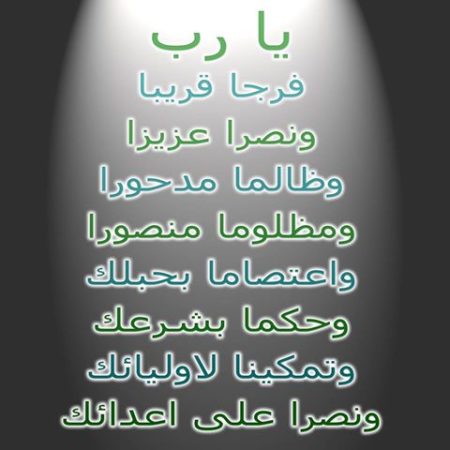 يا رب
فرجا قريبا
ونصرا عزيزا
وظالما مدحورا
ومظلوما منصورا
واعتصاما بحبلك
وحكما بشرعك
وتمكينا لاوليائك
ونصرا على اعدائك